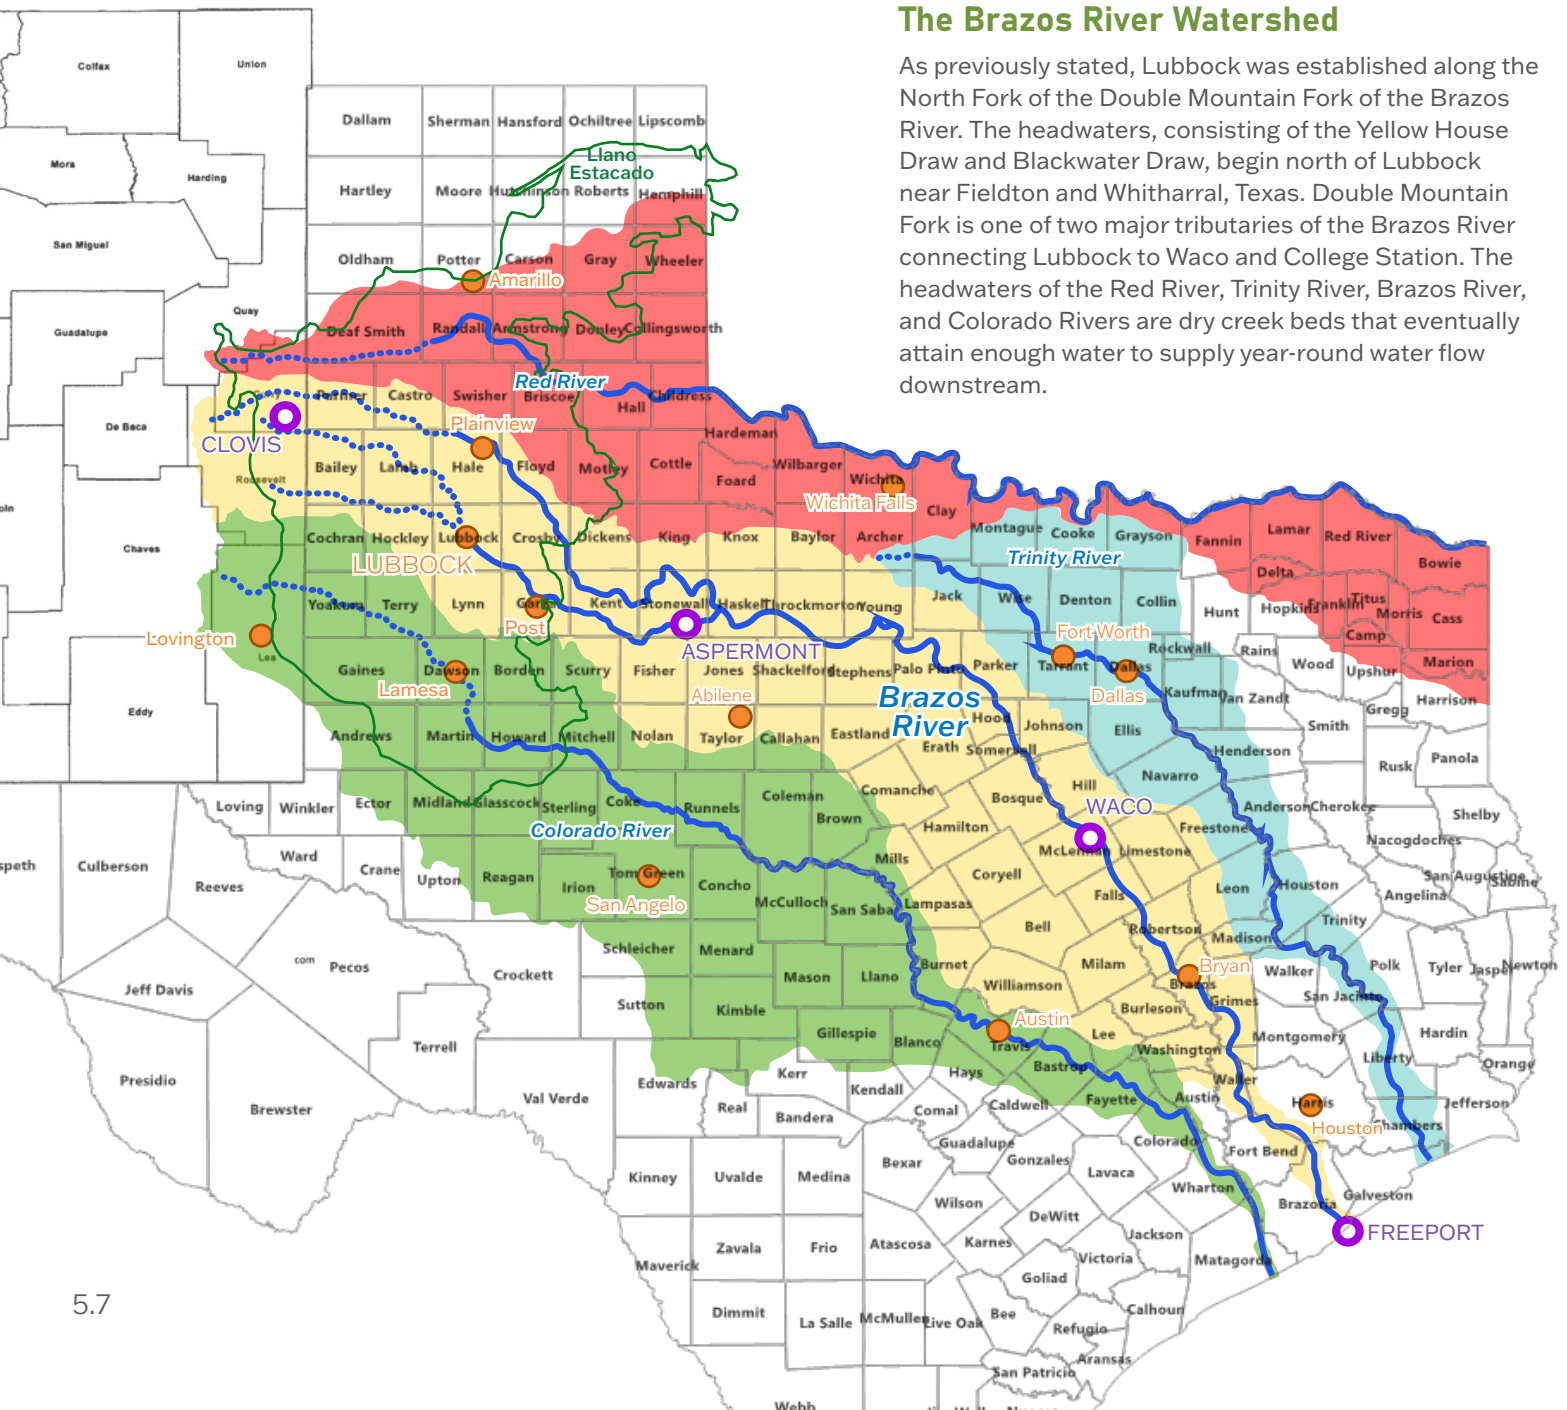 The Brazos River Watershed
As previously stated, Lubbock was established along the
North Fork of the Double Mountain Fork of the Brazos
River. The headwaters, consisting of the Yellow House
Draw and Blackwater Draw, begin north of Lubbock
near Fieldton and Whitharral, Texas. Double Mountain
Fork is one of two major tributaries of the Brazos River
connecting Lubbock to Waco and College Station. The
headwaters of the Red River, Trinity River, Brazos River,
and Colorado Rivers are dry creek beds that eventually
attain enough water to supply year-round water flow
downstream.
Colfax
Union
Dallam
Sherman
Hansford
Ochiltree
Lipscomb
Mora
Harding
Llano
Estacado
Hartley
Moore
Hutchinson
Roberts
Hemphill
San Miguel
Oldham
Potter
Carson
Gray
Wheeler
Amarillo
Quay
Guadalupe
Deaf Smith
Randall
Armstrong
Donley
Collingsworth
Red River
Curry
Parmer
Castro
Swisher
Briscoe
Hall
Childress
De Baca
CLOVIS
Plainview
Hardeman
Roosevelt
Bailey
Lamb
Hale
Floyd
Motley
Cottle
Foard
Wilbarger
Wichita
Wichita Falls
Clay
oln
Chaves
Cochran
Hockley
Lubbock
Crosby
Dickens
King
Knox
Baylor
Archer
Montague
Cooke
Grayson
Fannin
Lamar
Red River
Bowie
LUBBOCK
Trinity River
Delta
Yoakum
Terry
Lynn
Garza
Kent
Stonewall
Haskell
Throckmorton
Young
Jack
Wise
Denton
Collin
Hunt
Hopkins
Franklin
Titus
Morris
Cass
Camp
Post
ASPERMONT
Fort Worth
Lovington
Lea
Gaines
Dawson
Borden
Scurry
Fisher
Jones
Shackelford
Stephens
Palo Pinto
Parker
Tarrant
Dallas
Rockwall
Rains
Wood
Upshur
Marion
Lamesa
Abilene
Brazos
River
Dallas
Kaufman
Van Zandt
Gregg
Harrison
Eddy
Andrews
Martin
Howard
Mitchell
Nolan
Taylor
Callahan
Eastland
Erath
Hood
Somervell
Johnson
Ellis
Henderson
Smith
Rusk
Panola
Loving
Winkler
Ector
Midland
Glasscock
Sterling
Coke
Runnels
Coleman
Brown
Comanche
Bosque
Hill
Navarro
Anderson
Cherokee
Shelby
WACO
Colorado River
Hamilton
McLennan
Limestone
Freestone
Nacogdoches
speth
Culberson
Reeves
Ward
Crane
Upton
Reagan
Irion
Tom Green
San Angelo
Concho
McCulloch
San Saba
Mills
Lampasas
Coryell
Falls
Leon
Houston
Angelina
San Augustine
Sabine
Bell
Robertson
Madison
Trinity
Schleicher
Menard
com
Pecos
Crockett
Mason
Llano
Burnet
Williamson
Milam
Bryan
Brazos
Walker
Polk
Tyler
Jasper
Newton
Jeff Davis
Sutton
Kimble
Gillespie
Blanco
Austin
Travis
Lee
Burleson
Grimes
San Jacinto
Washington
Montgomery
Hardin
Liberty
Orange
Terrell
Presidio
Brewster
Val Verde
Edwards
Kerr
Real
Kendall
Bandera
Hays
Comal
Caldwell
Bastrop
Fayette
Austin
Waller
Harris
Houston
Chambers
Jefferson
Guadalupe
Colorado
Fort Bend
Kinney
Uvalde
Medina
Bexar
Gonzales
Lavaca
Wharton
Wilson
Brazoria
Galveston
FREEPORT
Maverick
Zavala
Frio
Atascosa
Karnes
DeWitt
Jackson
Victoria
Matagorda
Goliad
Dimmit
La Salle
McMullen
Live Oak
Bee
Refugio
Calhoun
Aransas
San Patricio
Webb
5.7